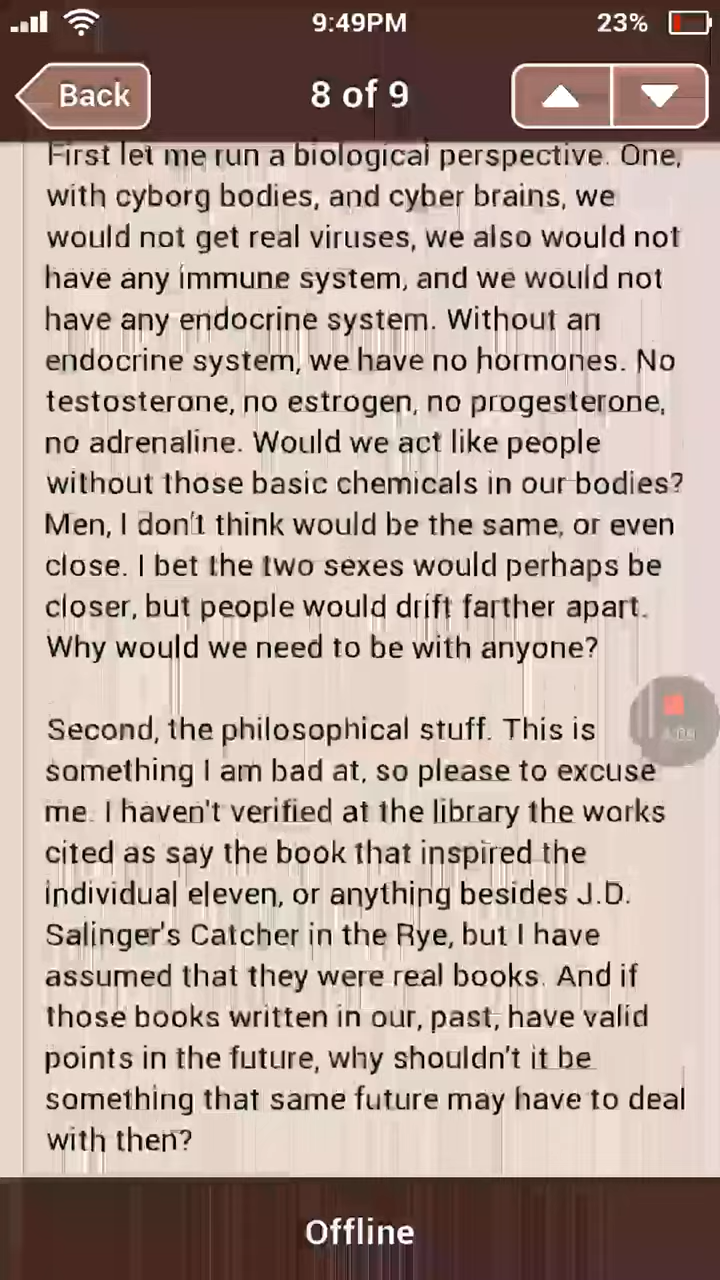 9:49PM
23%
Back
8 of 9
First let me run a biological perspective. One,
with cyborg bodies, and cyber brains, we
would not get real viruses, we also would not
have any immune system, and we would not
have any endocrine system. Without an
endocrine system, we have no hormones. No
testosterone, no estrogen, no progesterone,
no adrenaline. Would we act like people
without those basic chemicals in our bodies?
Men, I don't think would be the same, or even
close. I bet the two sexes would perhaps be
closer, but people would drift farther apart.
Why would we need to be with anyone?
Second, the philosophical stuff. This is
something I am bad at, so please to excuse
me. I haven't verified at the library the works
cited as say the book that inspired the
individual eleven, or anything besides J.D.
Salinger's Catcher in the Rye, but I have
assumed that they were real books. And if
those books written in our, past, have valid
points in the future, why shouldn't it be
something that same future may have to deal
with then?
Offline